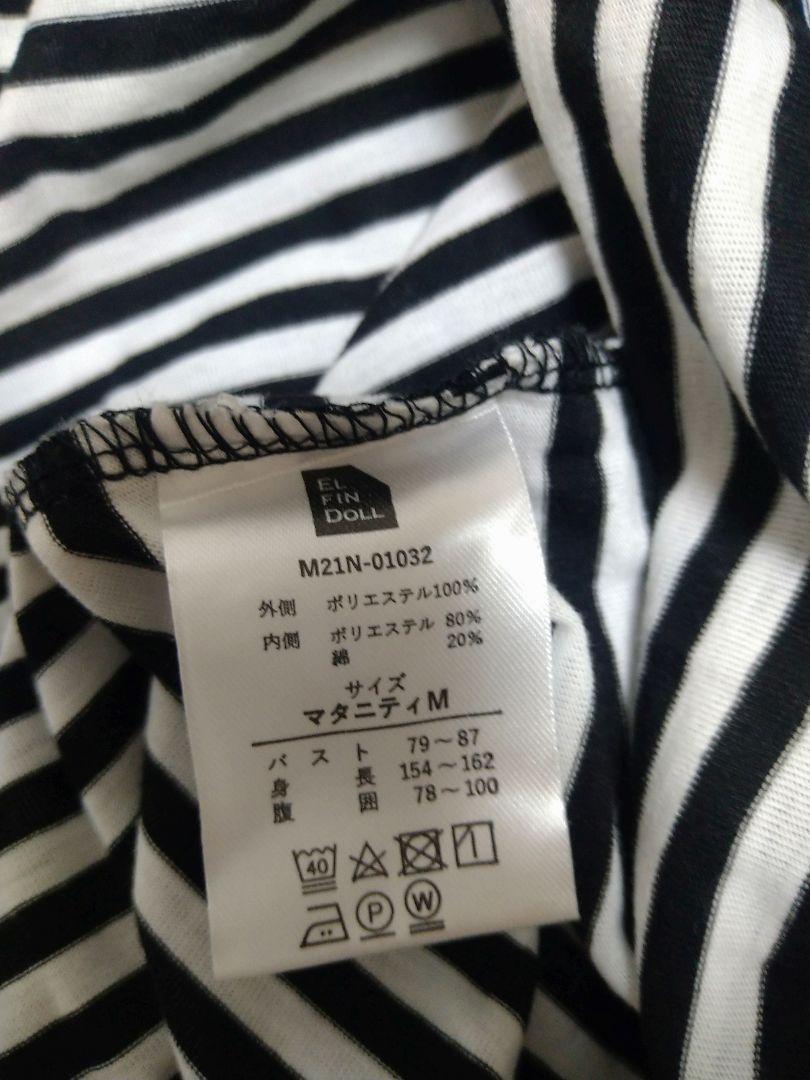 EL
FIN
DOLL
M21N-01032
外側 ポリエステル100%
内側 ポリエステル 80%
綿 20%
サイズ
マタニティM
バスト 79～87
身長 154～162
腹囲 78～100
40
P W